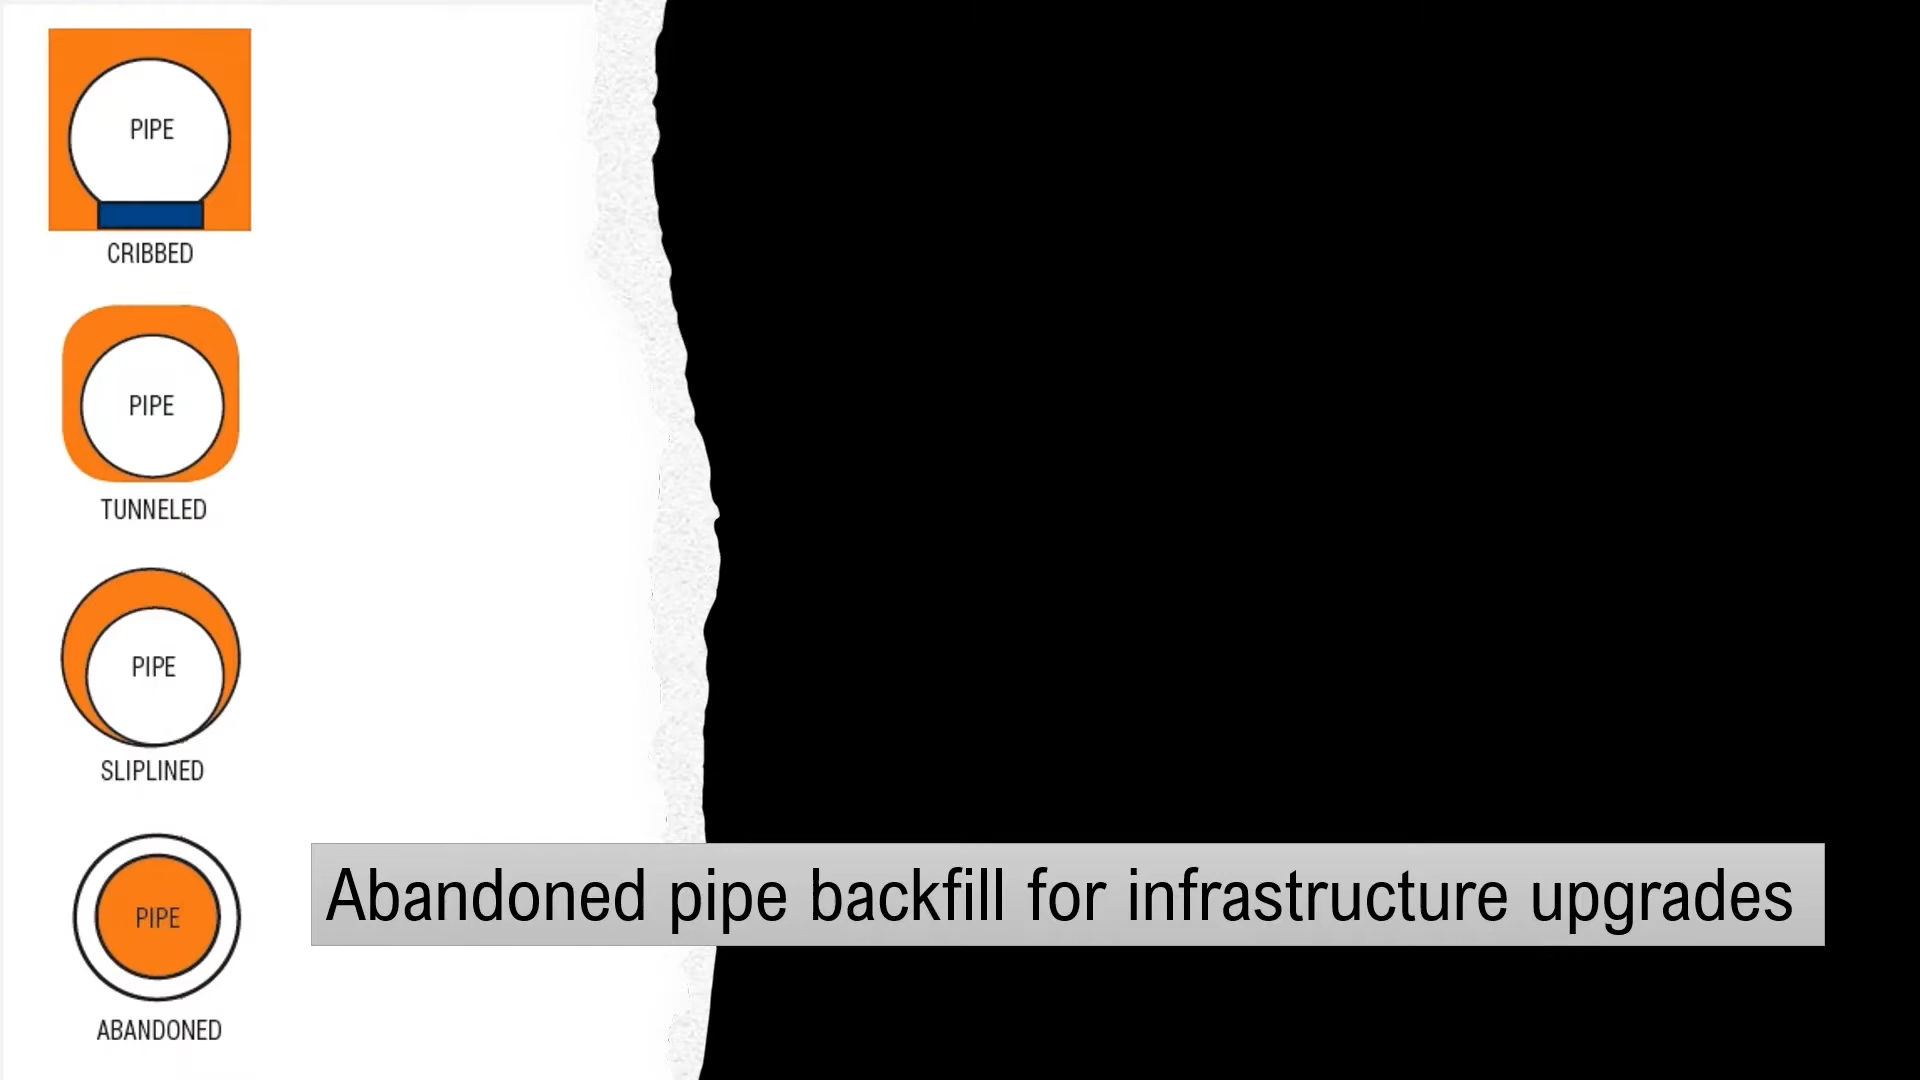 PIPE
CRIBBED
PIPE
TUNNELED
PIPE
SLIPLINED
PIPE
ABANDONED
Abandoned pipe backfill for infrastructure upgrades